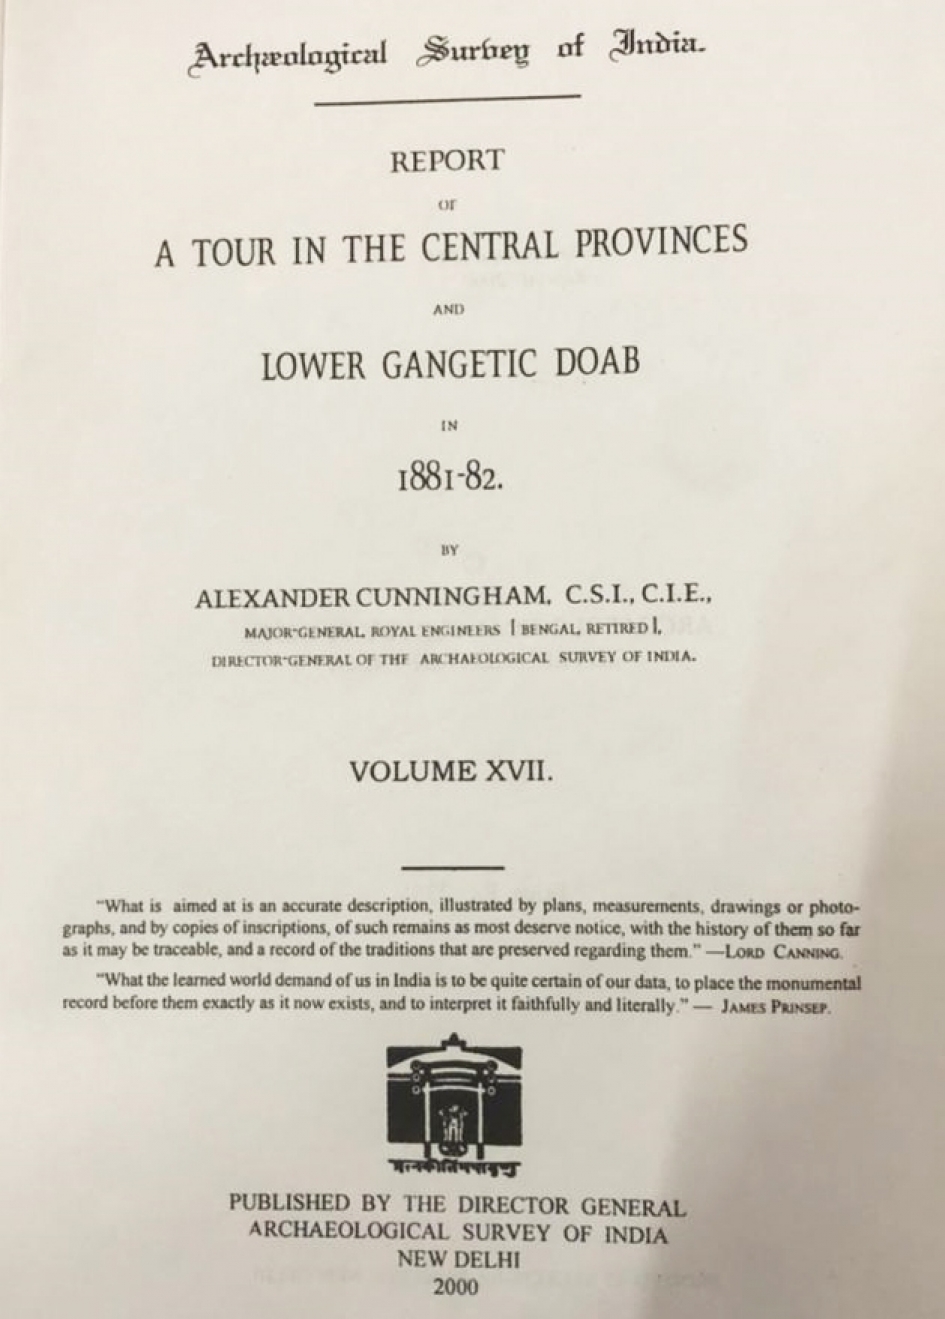 Archæological Survey of India.
REPORT
OF
A TOUR IN THE CENTRAL PROVINCES
AND
LOWER GANGETIC DOAB
IN
1881-82.
BY
ALEXANDER CUNNINGHAM, C.S.I., C.I.E.,
MAJOR-GENERAL, ROYAL ENGINEERS [BENGAL, RETIRED],
DIRECTOR-GENERAL OF THE ARCHAEOLOGICAL SURVEY OF INDIA.
VOLUME XVII.
"What is aimed at is an accurate description, illustrated by plans, measurements, drawings or photo-
graphs, and by copies of inscriptions, of such remains as most deserve notice, with the history of them so far
as it may be traceable, and a record of the traditions that are preserved regarding them." —LORD CANNING.
"What the learned world demand of us in India is to be quite certain of our data, to place the monumental
record before them exactly as it now exists, and to interpret it faithfully and literally." — JAMES PRINSEP.
PUBLISHED BY THE DIRECTOR GENERAL
ARCHAEOLOGICAL SURVEY OF INDIA
NEW DELHI
2000